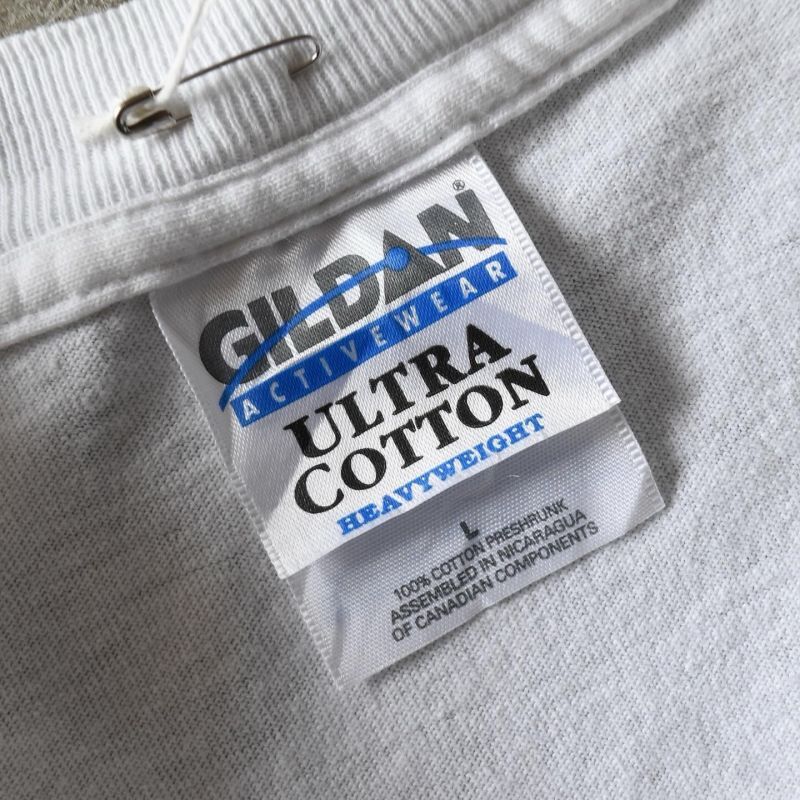 GILDAN®
ACTIVEWEAR
ULTRA
COTTON
HEAVYWEIGHT
L
100% COTTON PRESHRUNK
ASSEMBLED IN NICARAGUA
OF CANADIAN COMPONENTS